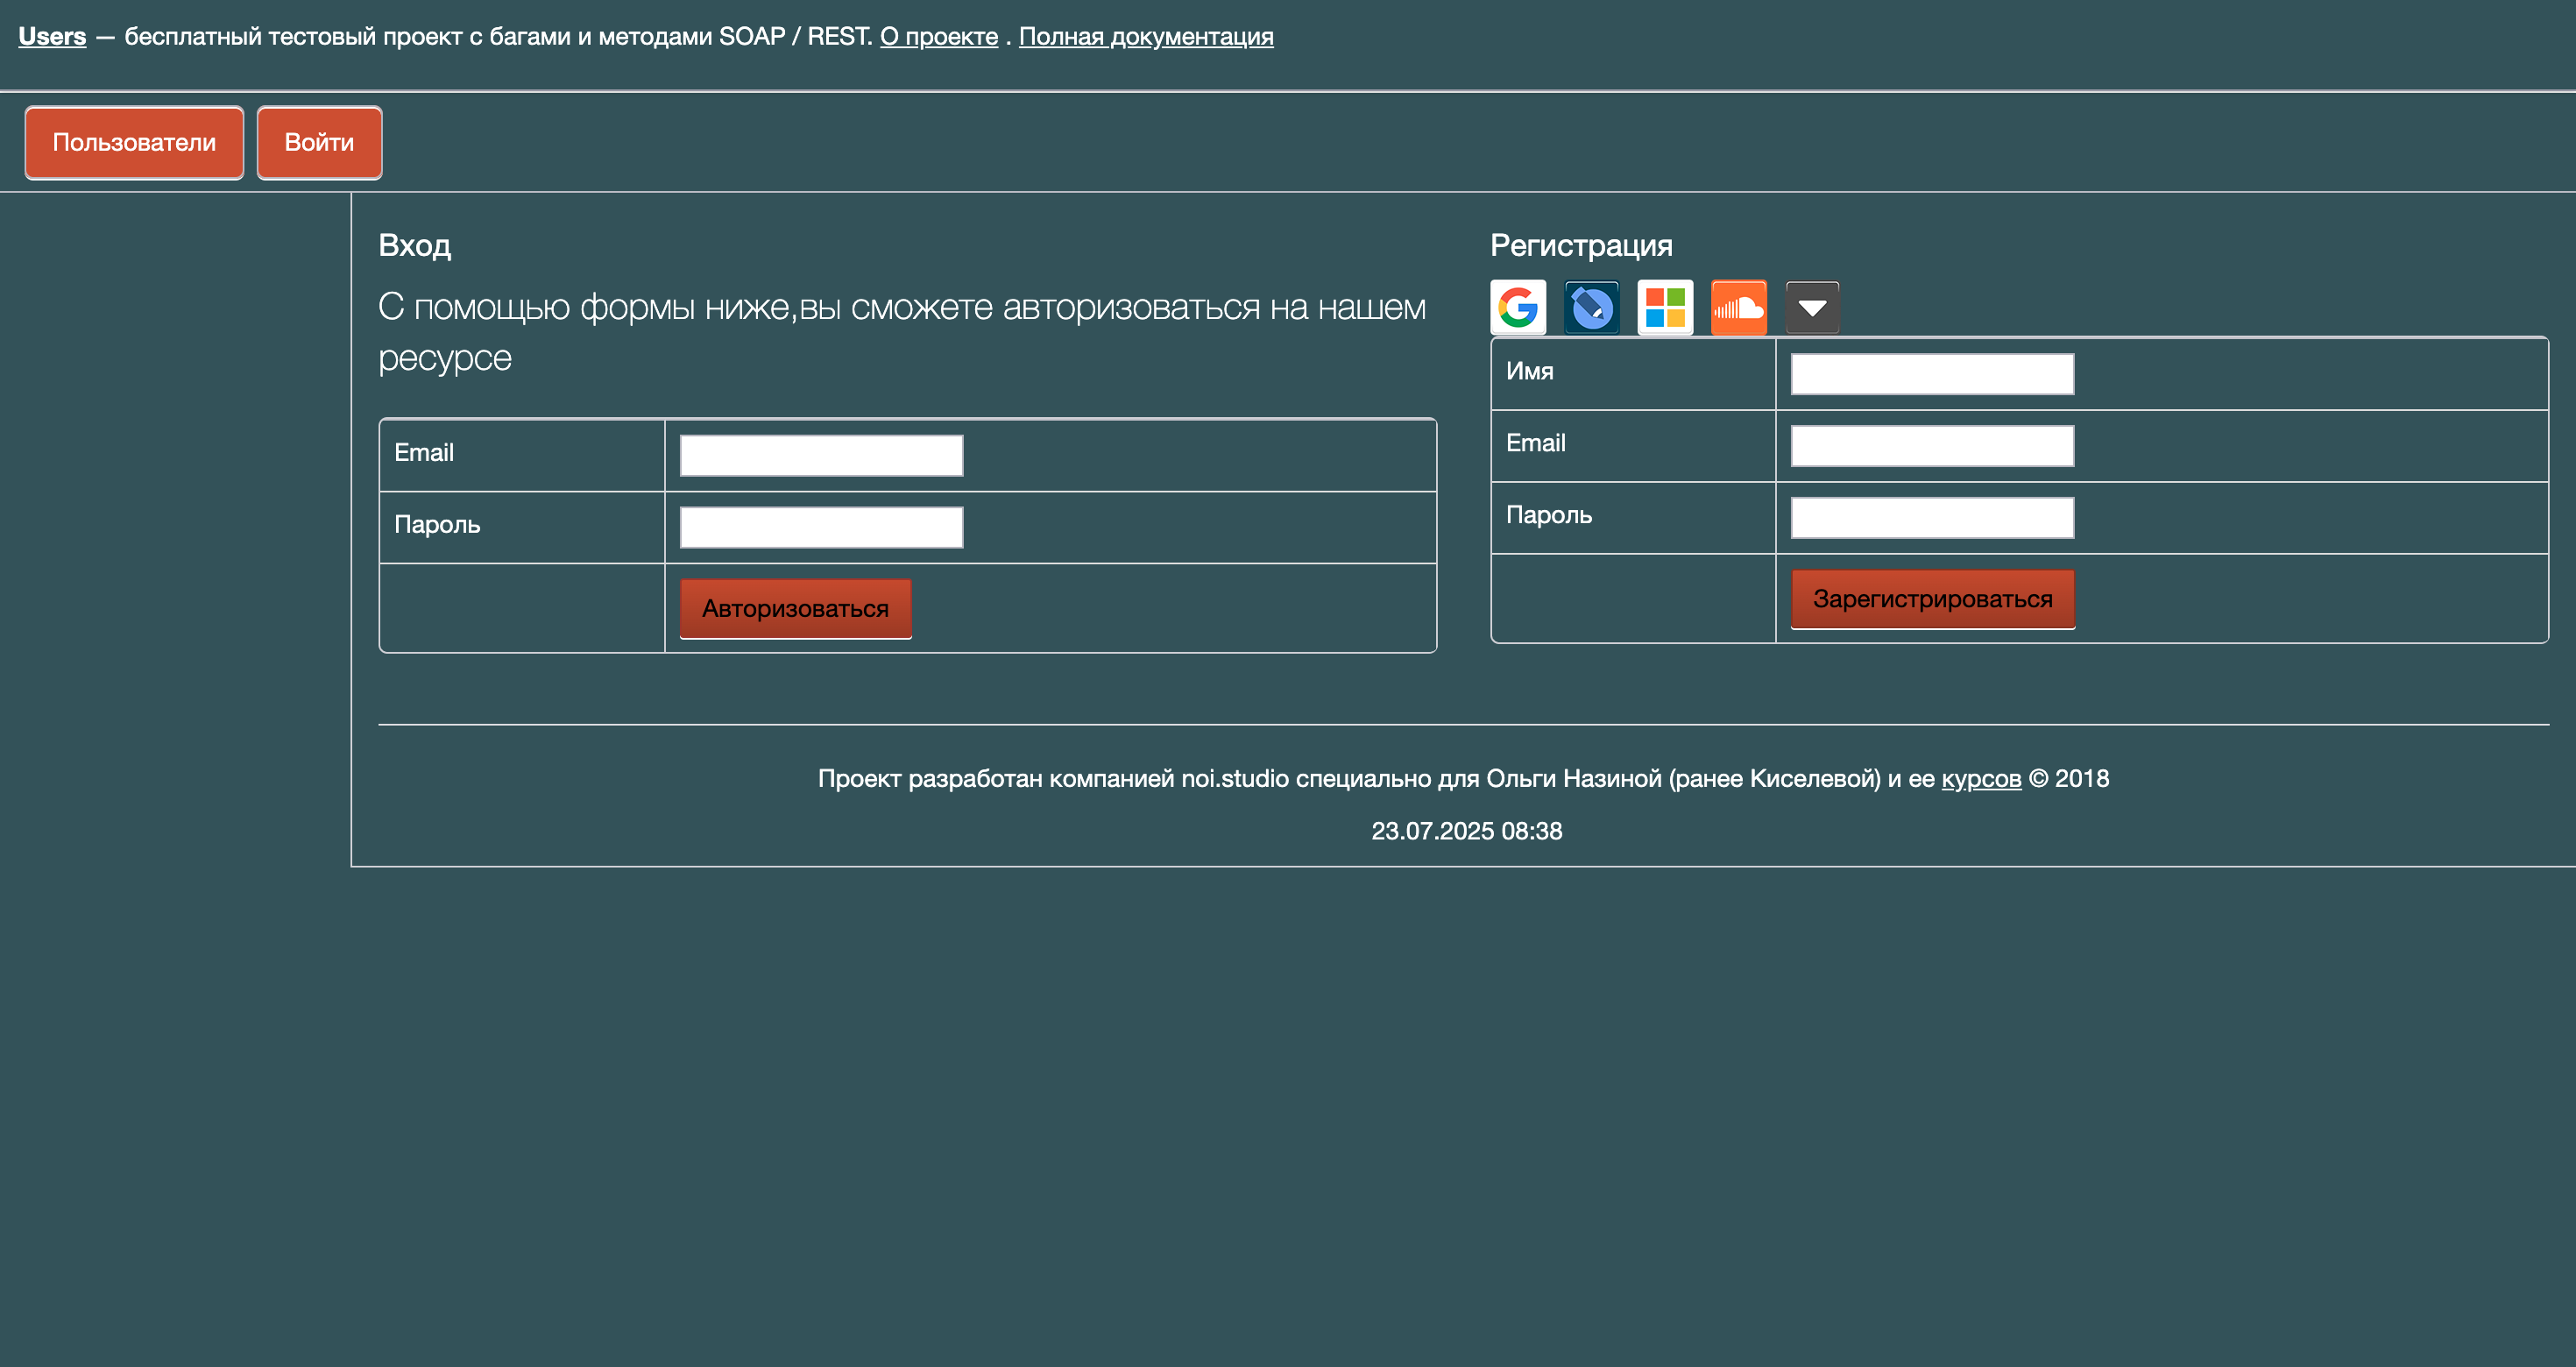 Users — бесплатный тестовый проект с багами и методами SOAP / REST. О проекте . Полная документация
Пользователи Войти
Вход
С помощью формы ниже,вы сможете авторизоваться на нашем
ресурсе
Email
Пароль
Авторизоваться
Регистрация
Имя
Email
Пароль
Зарегистрироваться
Проект разработан компанией noi.studio специально для Ольги Назиной (ранее Киселевой) и ее курсов © 2018
23.07.2025 08:38